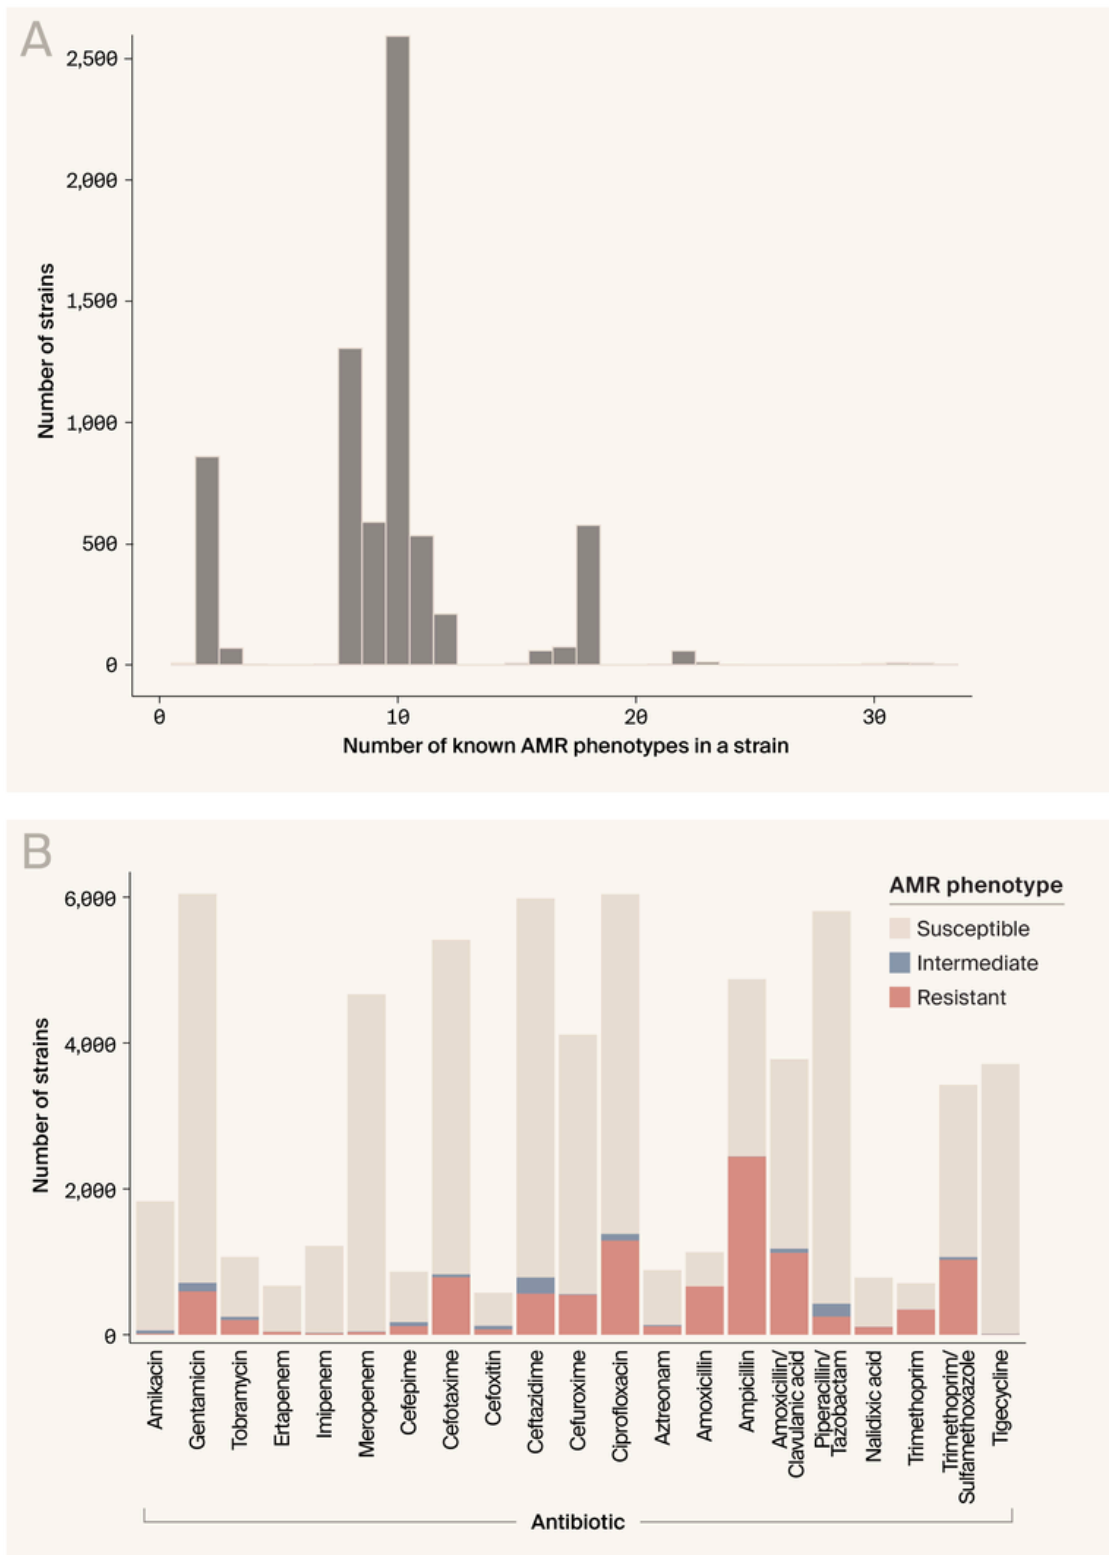 A
2,500
2,000
1,500
1,000
500
0
Number of strains
0 10 20 30
Number of known AMR phenotypes in a strain
B
6,000
4,000
2,000
0
Number of strains
AMR phenotype
Susceptible
Intermediate
Resistant
Amikacin
Gentamicin
Tobramycin
Ertapenem
Imipenem
Meropenem
Cefepime
Cefotaxime
Cefoxitin
Ceftazidime
Cefuroxime
Ciprofloxacin
Aztreonam
Amoxicillin
Ampicillin
Amoxicillin/
Clavulanic acid
Piperacillin/
Tazobactam
Nalidixic acid
Trimethoprim
Trimethoprim/
Sulfamethoxazole
Tigecycline
Antibiotic